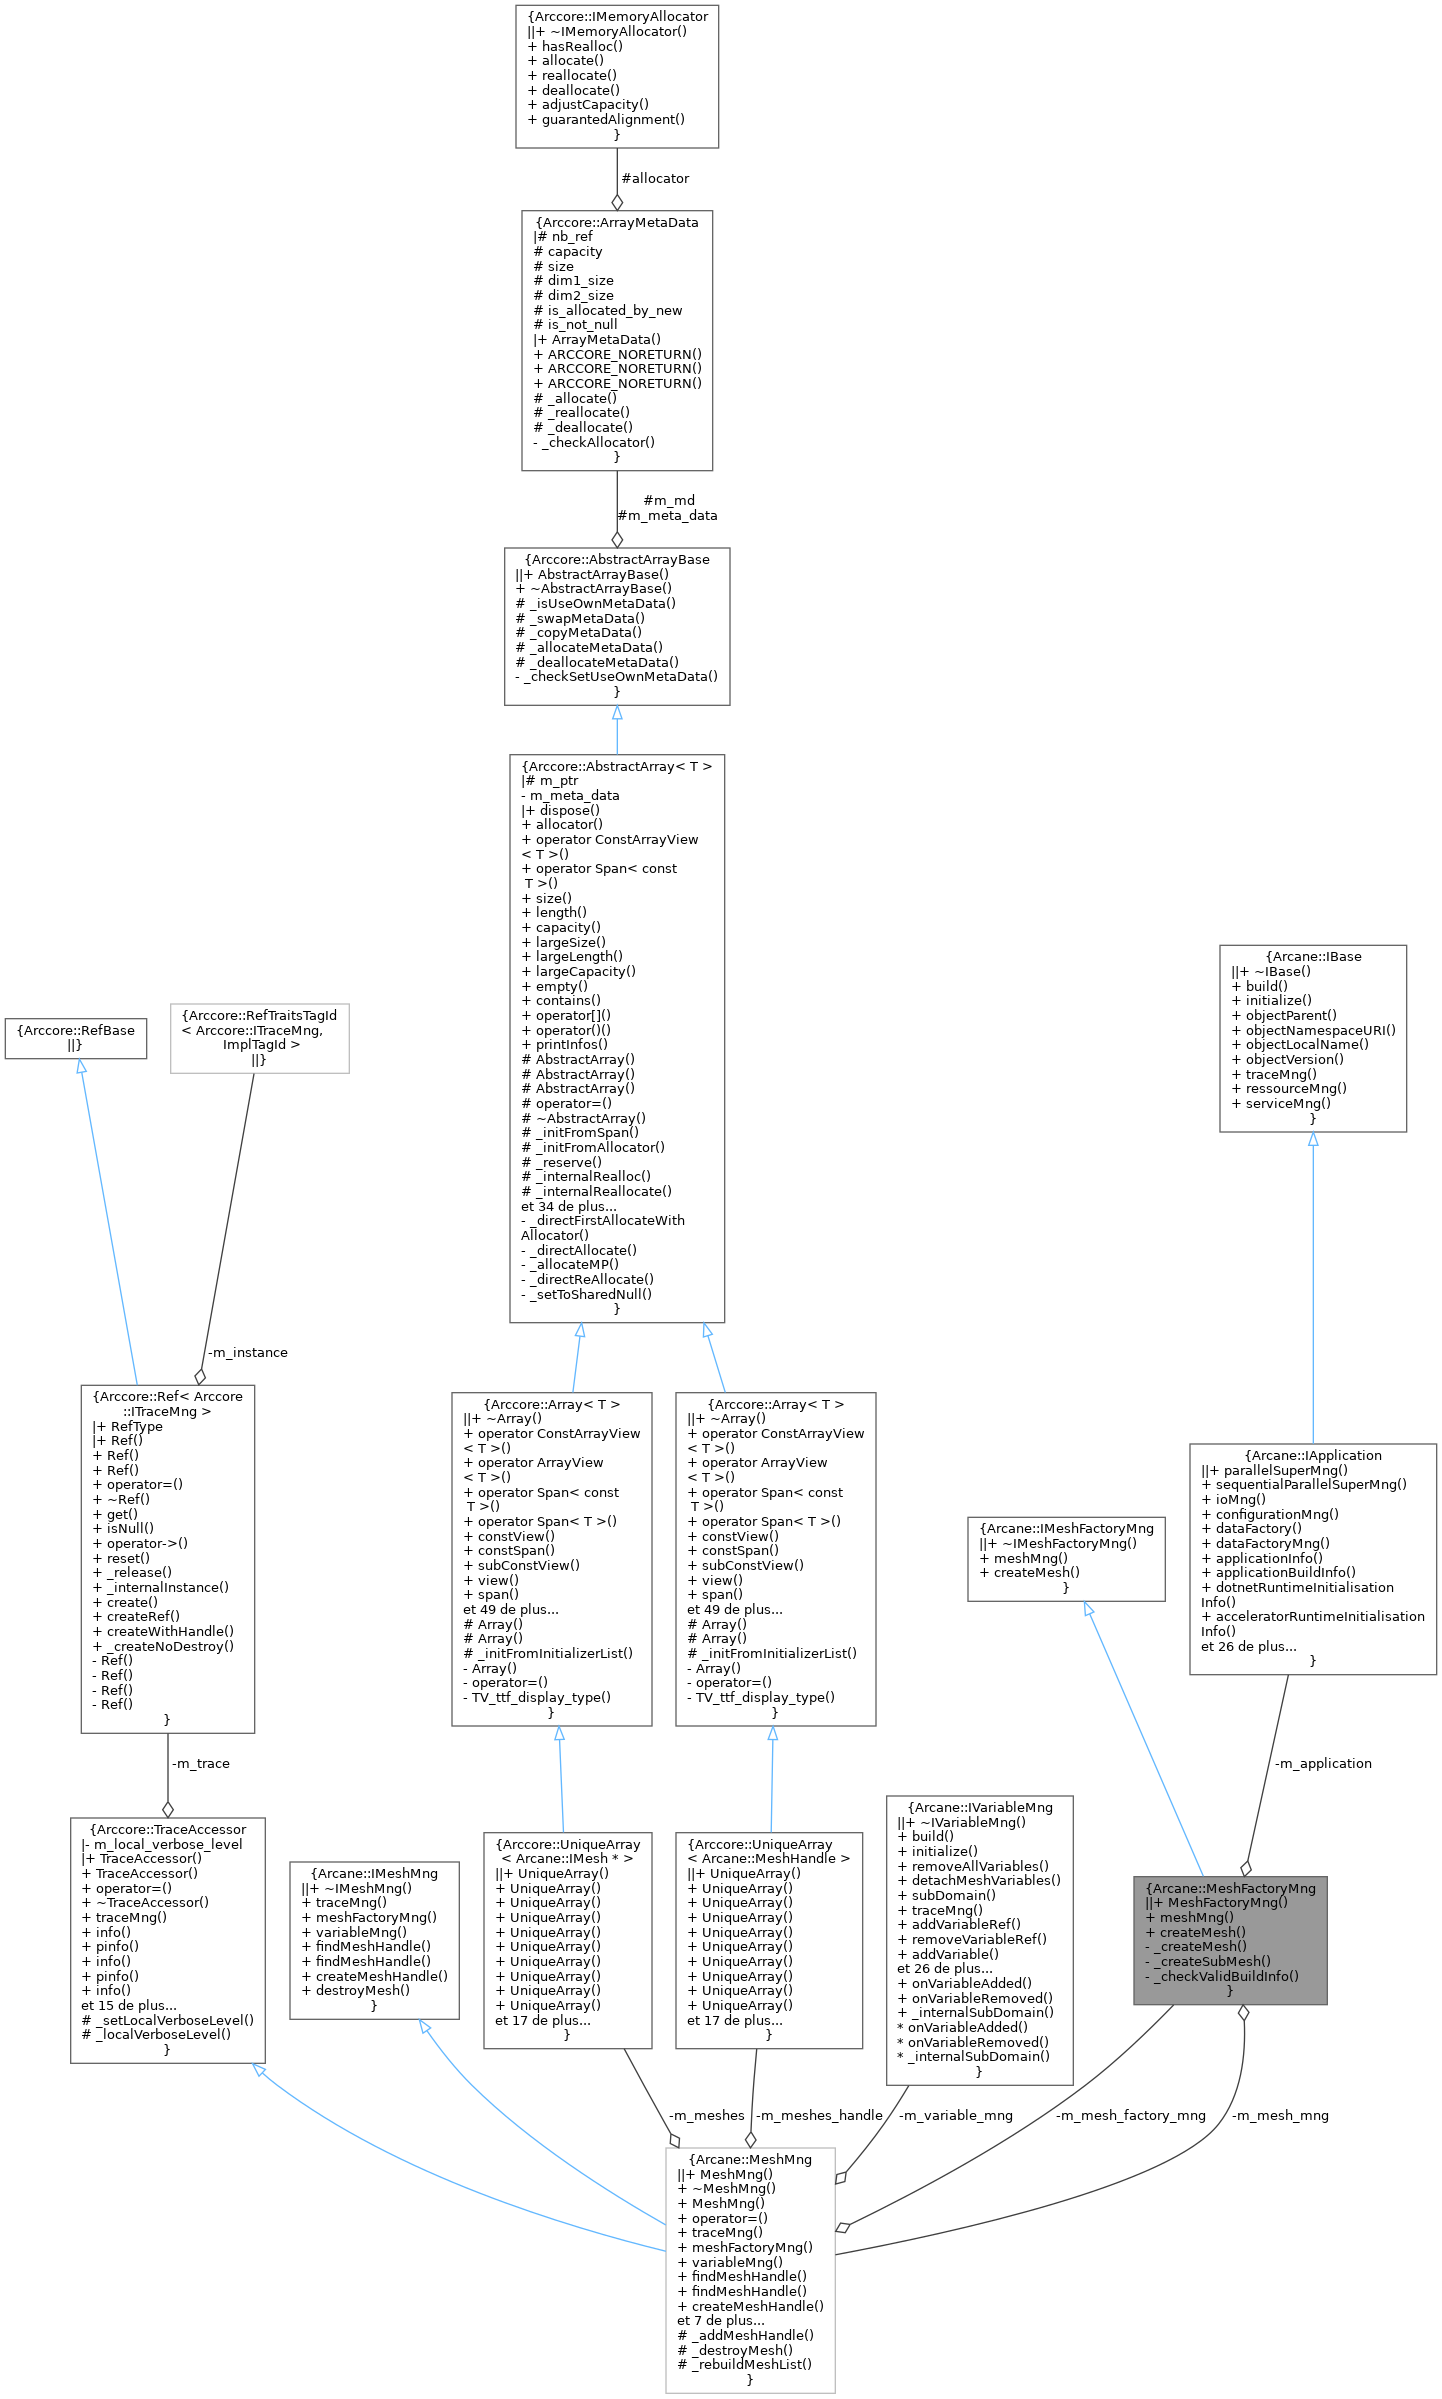 {Arccore::IMemoryAllocator
||+ ~IMemoryAllocator()
+ hasRealloc()
+ allocate()
+ reallocate()
+ deallocate()
+ adjustCapacity()
+ guarantedAlignment()
}
#allocator
{Arccore::ArrayMetaData
|# nb_ref
# capacity
# size
# dim1_size
# dim2_size
# is_allocated_by_new
# is_not_null
|+ ArrayMetaData()
+ ARCCORE_NORETURN()
+ ARCCORE_NORETURN()
+ ARCCORE_NORETURN()
# _allocate()
# _reallocate()
# _deallocate()
- _checkAllocator()
}
#m_md
#m_meta_data
{Arccore::AbstractArrayBase
||+ AbstractArrayBase()
+ ~AbstractArrayBase()
# _isUseOwnMetaData()
# _swapMetaData()
# _copyMetaData()
# _allocateMetaData()
# _deallocateMetaData()
- _checkSetUseOwnMetaData()
}
{Arccore::AbstractArray< T >
|# m_ptr
- m_meta_data
|+ dispose()
+ allocator()
+ operator ConstArrayView
< T >()
+ operator Span< const
T >()
+ size()
+ length()
+ capacity()
+ largeSize()
+ largeLength()
+ largeCapacity()
+ empty()
+ contains()
+ operator[]()
+ operator()()
+ printInfos()
# AbstractArray()
# AbstractArray()
# AbstractArray()
# operator=()
# ~AbstractArray()
# _initFromSpan()
# _initFromAllocator()
# _reserve()
# _internalRealloc()
# _internalReallocate()
et 34 de plus...
- _directFirstAllocateWith
Allocator()
- _directAllocate()
- _allocateMP()
- _directReAllocate()
- _setToSharedNull()
}
{Arccore::RefBase
||}
{Arccore::RefTraitsTagId
< Arccore::ITraceMng,
ImplTagId >
||}
-m_instance
{Arcane::IBase
||+ ~IBase()
+ build()
+ initialize()
+ objectParent()
+ objectNamespaceURI()
+ objectLocalName()
+ objectVersion()
+ traceMng()
+ ressourceMng()
+ serviceMng()
}
{Arccore::Ref< Arccore
::ITraceMng >
|+ RefType
|+ Ref()
+ Ref()
+ Ref()
+ operator=()
+ ~Ref()
+ get()
+ isNull()
+ operator->()
+ reset()
+ _release()
+ _internalInstance()
+ create()
+ createRef()
+ createWithHandle()
+ _createNoDestroy()
- Ref()
- Ref()
- Ref()
- Ref()
}
-m_trace
{Arccore::Array< T >
||+ ~Array()
+ operator ConstArrayView
< T >()
+ operator ArrayView
< T >()
+ operator Span< const
T >()
+ operator Span< T >()
+ constView()
+ constSpan()
+ subConstView()
+ view()
+ span()
et 49 de plus...
# Array()
# Array()
# _initFromInitializerList()
- Array()
- operator=()
- TV_ttf_display_type()
}
{Arccore::Array< T >
||+ ~Array()
+ operator ConstArrayView
< T >()
+ operator ArrayView
< T >()
+ operator Span< const
T >()
+ operator Span< T >()
+ constView()
+ constSpan()
+ subConstView()
+ view()
+ span()
et 49 de plus...
# Array()
# Array()
# _initFromInitializerList()
- Array()
- operator=()
- TV_ttf_display_type()
}
{Arcane::IMeshFactoryMng
||+ ~IMeshFactoryMng()
+ meshMng()
+ createMesh()
}
{Arcane::IApplication
||+ parallelSuperMng()
+ sequentialParallelSuperMng()
+ ioMng()
+ configurationMng()
+ dataFactory()
+ dataFactoryMng()
+ applicationInfo()
+ applicationBuildInfo()
+ dotnetRuntimeInitialisation
Info()
+ acceleratorRuntimeInitialisation
Info()
et 26 de plus...
}
-m_application
{Arccore::TraceAccessor
|- m_local_verbose_level
|+ TraceAccessor()
+ TraceAccessor()
+ operator=()
+ ~TraceAccessor()
+ traceMng()
+ info()
+ pinfo()
+ info()
+ pinfo()
+ info()
et 15 de plus...
# _setLocalVerboseLevel()
# _localVerboseLevel()
}
{Arcane::IMeshMng
||+ ~IMeshMng()
+ traceMng()
+ meshFactoryMng()
+ variableMng()
+ findMeshHandle()
+ findMeshHandle()
+ createMeshHandle()
+ destroyMesh()
}
{Arccore::UniqueArray
< Arcane::IMesh * >
||+ UniqueArray()
+ UniqueArray()
+ UniqueArray()
+ UniqueArray()
+ UniqueArray()
+ UniqueArray()
+ UniqueArray()
+ UniqueArray()
+ UniqueArray()
+ UniqueArray()
et 17 de plus...
}
{Arccore::UniqueArray
< Arcane::MeshHandle >
||+ UniqueArray()
+ UniqueArray()
+ UniqueArray()
+ UniqueArray()
+ UniqueArray()
+ UniqueArray()
+ UniqueArray()
+ UniqueArray()
+ UniqueArray()
+ UniqueArray()
et 17 de plus...
}
{Arcane::IVariableMng
||+ ~IVariableMng()
+ build()
+ initialize()
+ removeAllVariables()
+ detachMeshVariables()
+ subDomain()
+ traceMng()
+ addVariableRef()
+ removeVariableRef()
+ addVariable()
et 26 de plus...
+ onVariableAdded()
+ onVariableRemoved()
+ _internalSubDomain()
* onVariableAdded()
* onVariableRemoved()
* _internalSubDomain()
}
{Arcane::MeshFactoryMng
||+ MeshFactoryMng()
+ meshMng()
+ createMesh()
- _createMesh()
- _createSubMesh()
- _checkValidBuildInfo()
}
-m_meshes
-m_meshes_handle
-m_variable_mng
-m_mesh_factory_mng
-m_mesh_mng
{Arcane::MeshMng
||+ MeshMng()
+ ~MeshMng()
+ MeshMng()
+ operator=()
+ traceMng()
+ meshFactoryMng()
+ variableMng()
+ findMeshHandle()
+ findMeshHandle()
+ createMeshHandle()
et 7 de plus...
# _addMeshHandle()
# _destroyMesh()
# _rebuildMeshList()
}